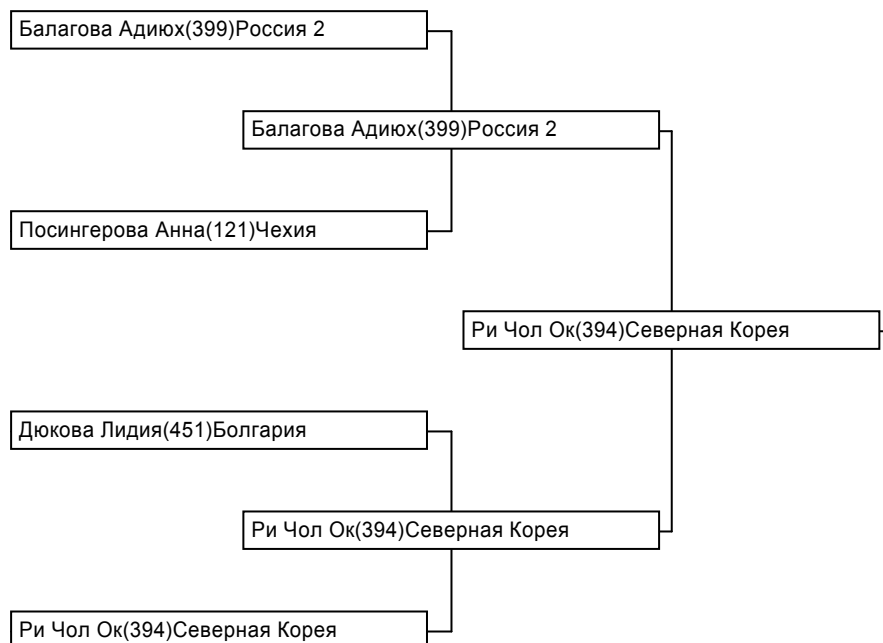 Балагова Адиюх(399)Россия 2
Балагова Адиюх(399)Россия 2
Посингерова Анна(121)Чехия
Ри Чол Ок(394)Северная Корея
Дюкова Лидия(451)Болгария
Ри Чол Ок(394)Северная Корея
Ри Чол Ок(394)Северная Корея